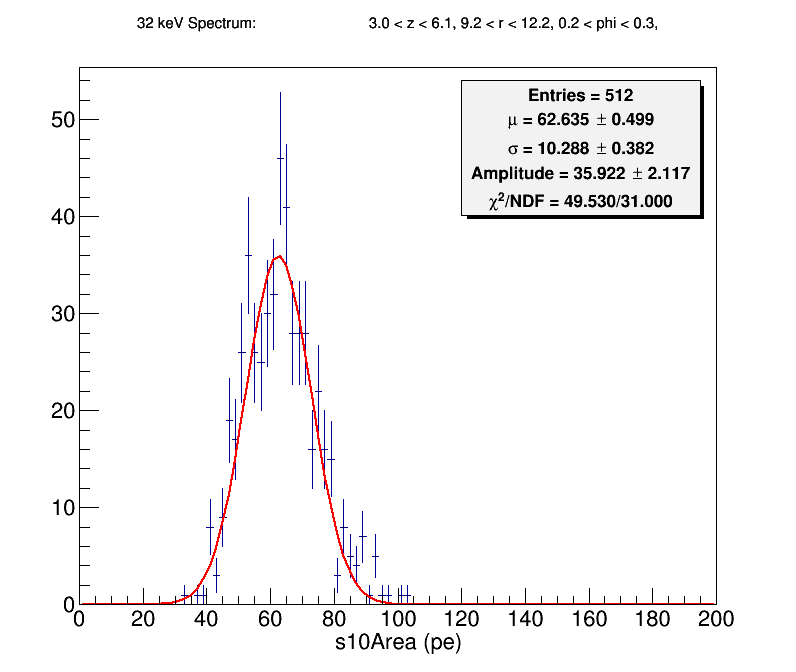 32 keV Spectrum: 3.0 < z < 6.1, 9.2 < r < 12.2, 0.2 < phi < 0.3,
Entries = 512
μ = 62.635 ± 0.499
σ = 10.288 ± 0.382
Amplitude = 35.922 ± 2.117
χ²/NDF = 49.530/31.000
50
40
30
20
10
0
0 20 40 60 80 100 120 140 160 180 200
s10Area (pe)